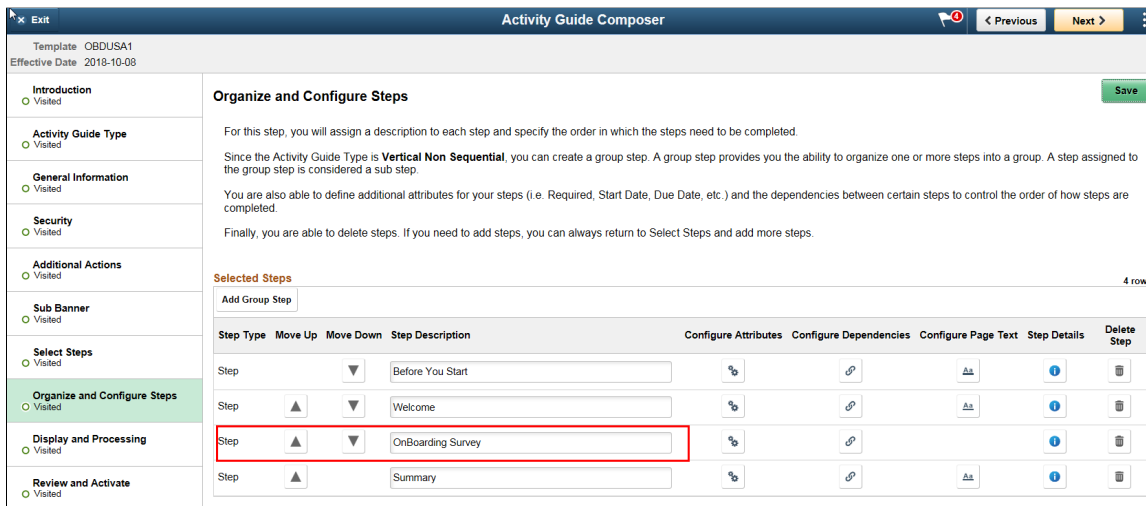 × Exit
Activity Guide Composer
4
< Previous
Next >
Template OBDUSA1
Effective Date 2018-10-08
Introduction
Visited
Activity Guide Type
Visited
General Information
Visited
Security
Visited
Additional Actions
Visited
Sub Banner
Visited
Select Steps
Visited
Organize and Configure Steps
Visited
Display and Processing
Visited
Review and Activate
Visited
Organize and Configure Steps
Save
For this step, you will assign a description to each step and specify the order in which the steps need to be completed.
Since the Activity Guide Type is Vertical Non Sequential, you can create a group step. A group step provides you the ability to organize one or more steps into a group. A step assigned to
the group step is considered a sub step.
You are also able to define additional attributes for your steps (i.e. Required, Start Date, Due Date, etc.) and the dependencies between certain steps to control the order of how steps are
completed.
Finally, you are able to delete steps. If you need to add steps, you can always return to Select Steps and add more steps.
Selected Steps
4 row
Add Group Step
Step Type Move Up Move Down Step Description Configure Attributes Configure Dependencies Configure Page Text Step Details Delete
Step
Step Before You Start Aa
Step Welcome Aa
Step OnBoarding Survey
Step Summary Aa